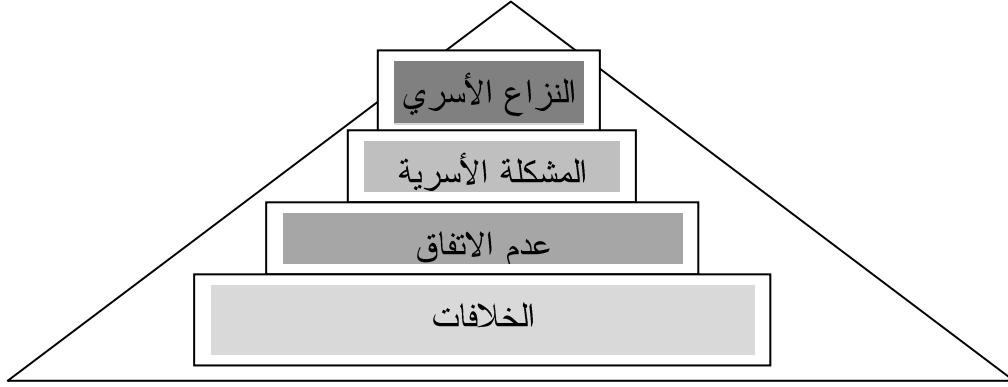 النزاع الأسري
المشكلة الأسرية
عدم الاتفاق
الخلافات